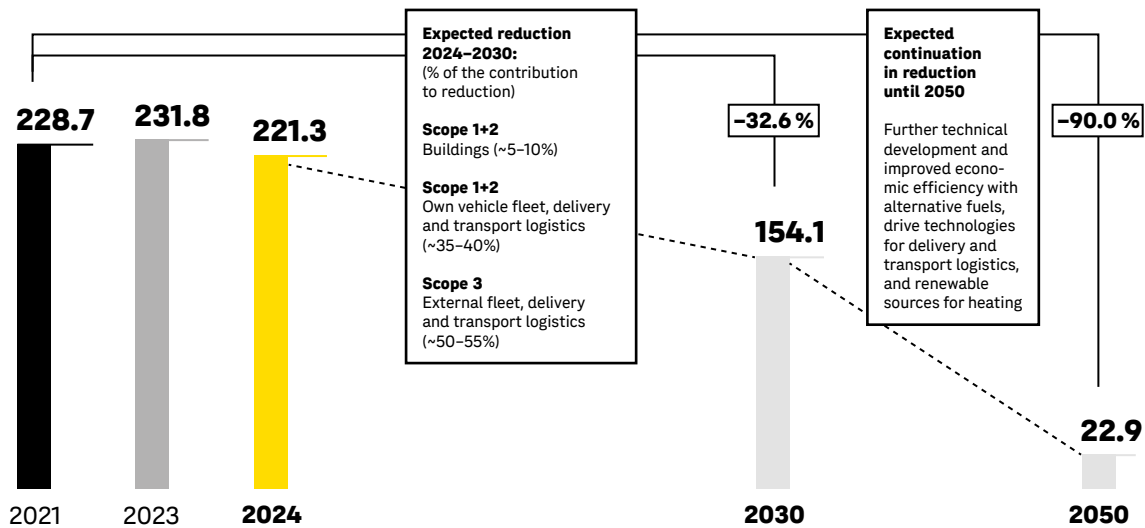 Expected reduction
2024–2030:
(% of the contribution
to reduction)
Scope 1+2
Buildings (~5–10%)
Scope 1+2
Own vehicle fleet, delivery
and transport logistics
(~35–40%)
Scope 3
External fleet, delivery
and transport logistics
(~50–55%)
Expected
continuation
in reduction
until 2050
Further technical
development and
improved econo-
mic efficiency with
alternative fuels,
drive technologies
for delivery and
transport logistics,
and renewable
sources for heating
228.7
231.8
221.3
–32.6 %
–90.0 %
154.1
22.9
2021
2023
2024
2030
2050